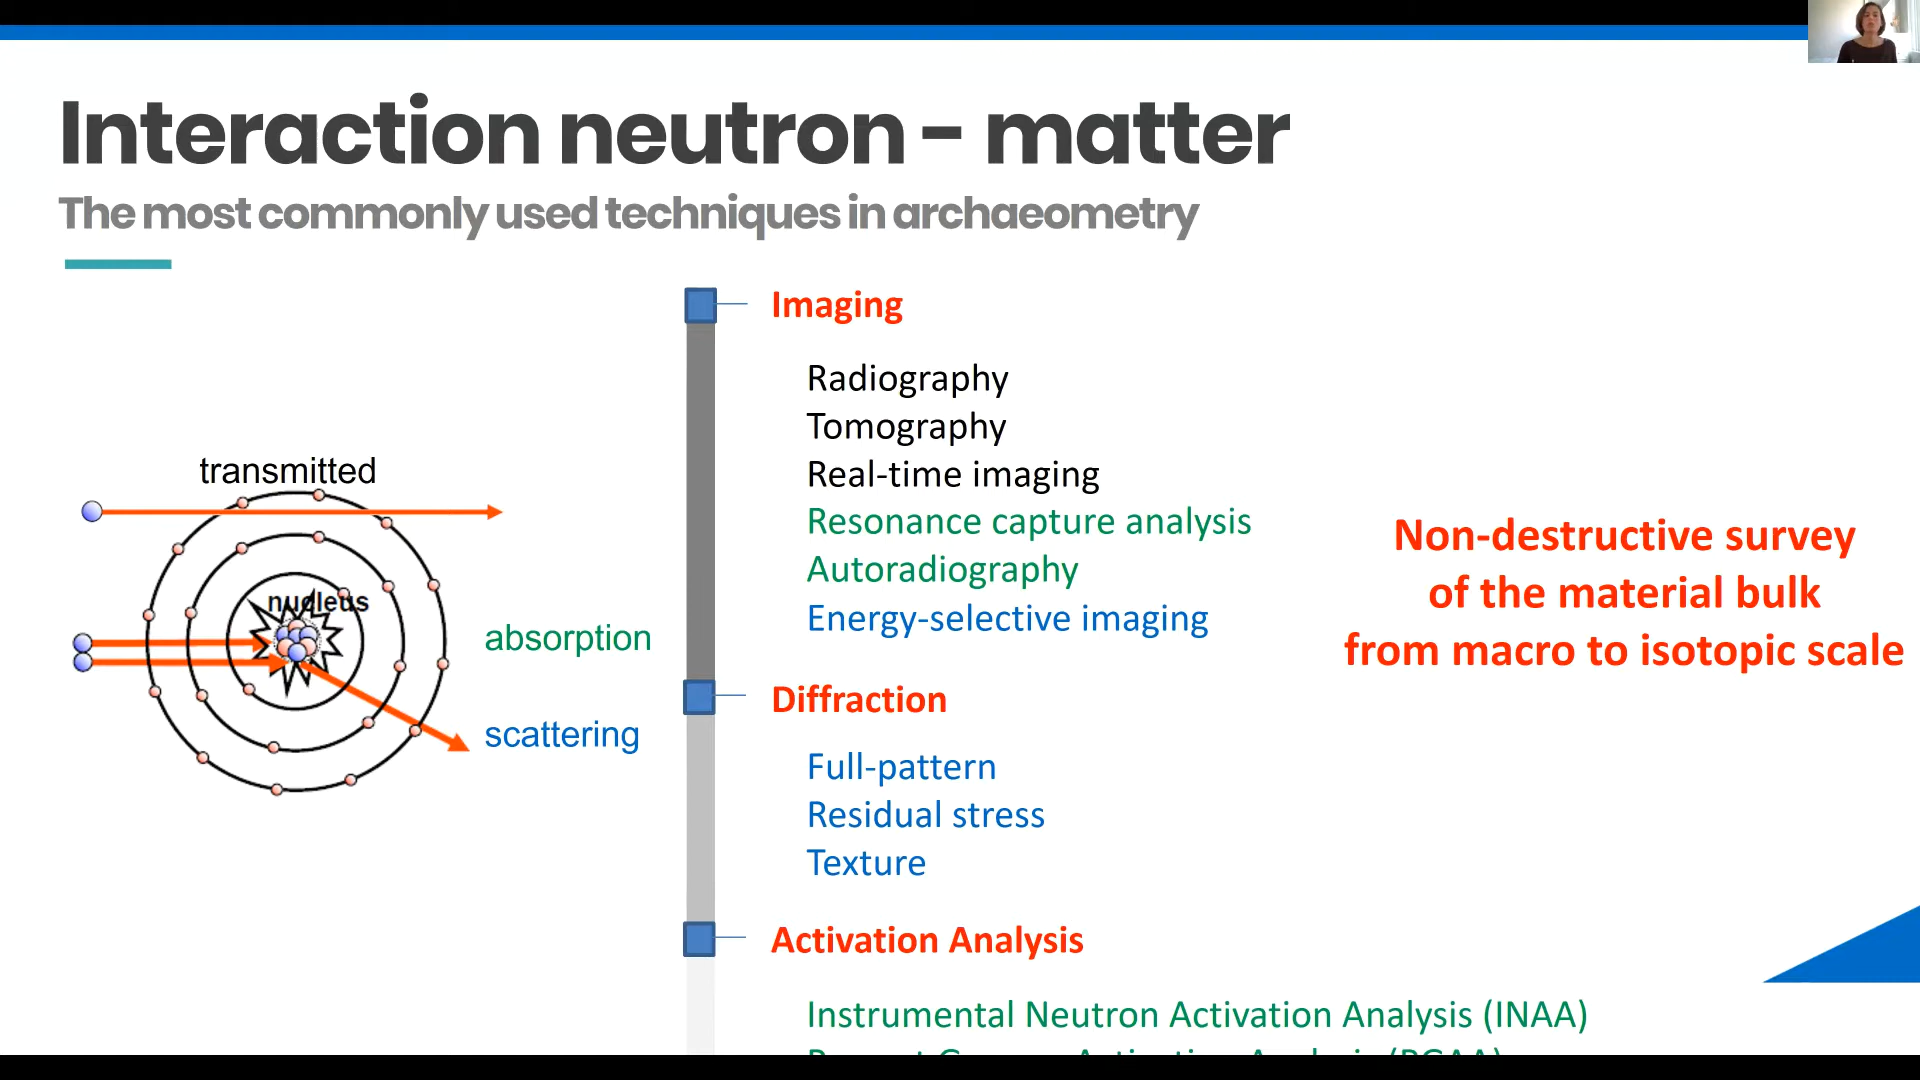 Interaction neutron - matter
The most commonly used techniques in archaeometry
Imaging
Radiography
Tomography
Real-time imaging
Resonance capture analysis
Autoradiography
Energy-selective imaging
transmitted
nucleus
absorption
scattering
Non-destructive survey
of the material bulk
from macro to isotopic scale
Diffraction
Full-pattern
Residual stress
Texture
Activation Analysis
Instrumental Neutron Activation Analysis (INAA)